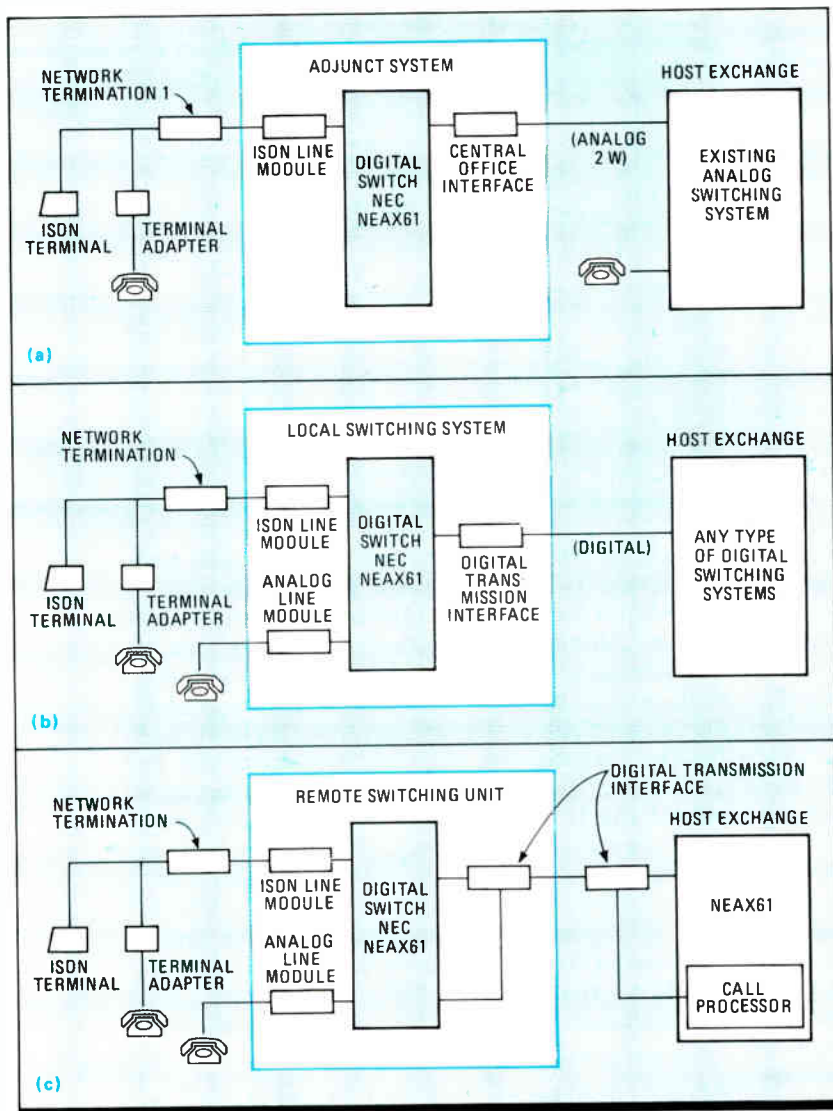 ADJUNCT SYSTEM
NETWORK
TERMINATION 1
HOST EXCHANGE
ISDN LINE
MODULE
DIGITAL
SWITCH
NEC
NEAX61
CENTRAL
OFFICE
INTERFACE
(ANALOG
2 W)
EXISTING
ANALOG
SWITCHING
SYSTEM
ISDN
TERMINAL
TERMINAL
ADAPTER
(a)
LOCAL SWITCHING SYSTEM
NETWORK
TERMINATION
HOST EXCHANGE
ISDN LINE
MODULE
ANALOG
LINE
MODULE
DIGITAL
SWITCH
NEC
NEAX61
DIGITAL
TRANS-
MISSION
INTERFACE
(DIGITAL)
ANY TYPE
OF DIGITAL
SWITCHING
SYSTEMS
ISDN
TERMINAL
TERMINAL
ADAPTER
(b)
REMOTE SWITCHING UNIT
DIGITAL TRANSMISSION
INTERFACE
NETWORK
TERMINATION
HOST EXCHANGE
ISDN LINE
MODULE
ANALOG
LINE
MODULE
DIGITAL
SWITCH
NEC
NEAX61
NEAX61
CALL
PROCESSOR
ISDN
TERMINAL
TERMINAL
ADAPTER
(c)